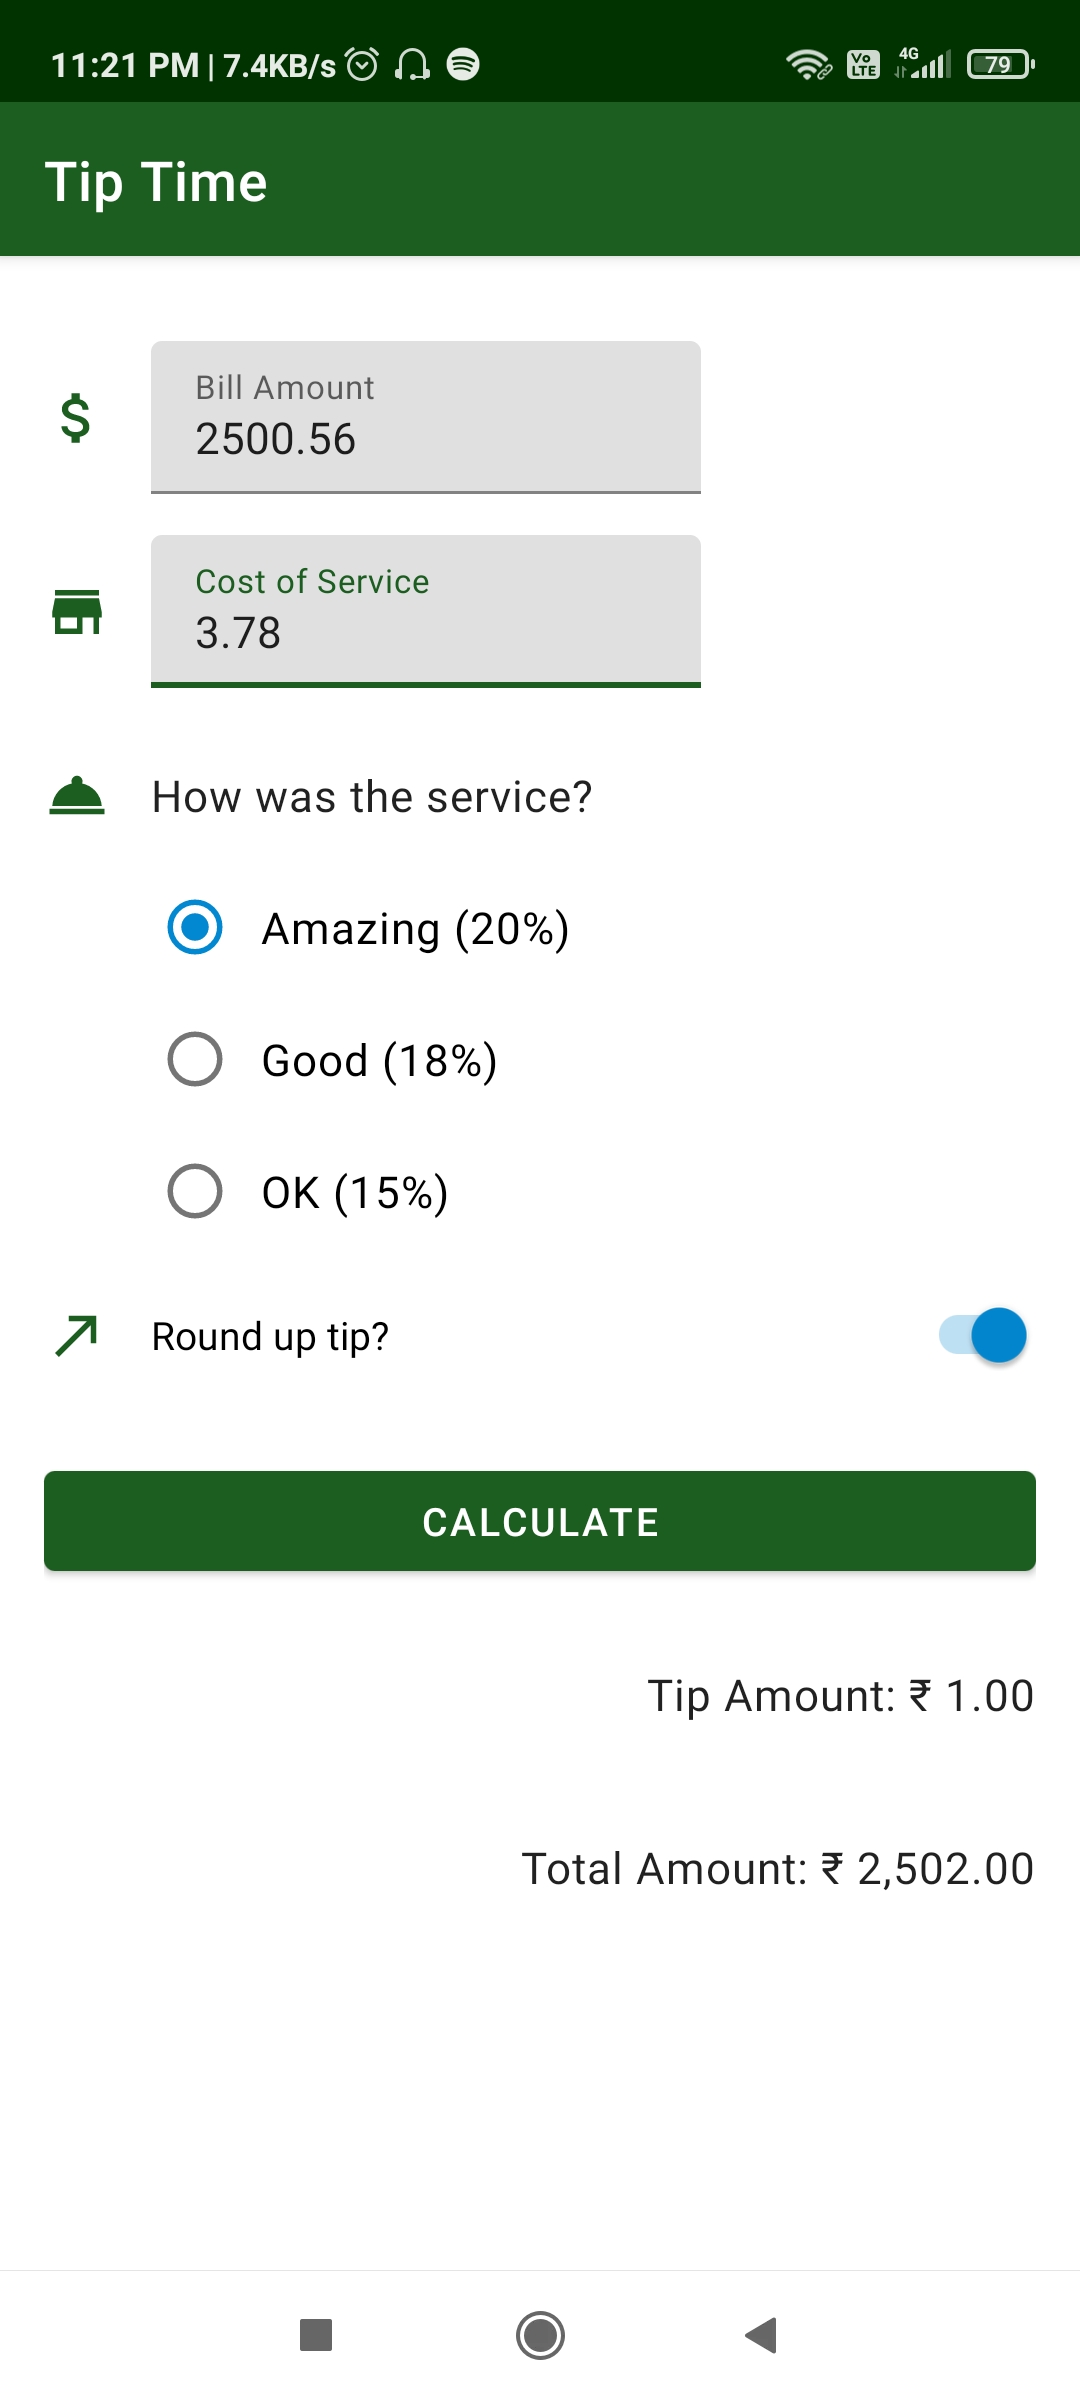 11:21 PM | 7.4KB/s Vo LTE 4G 79
Tip Time
$
Bill Amount
2500.56
Cost of Service
3.78
How was the service?
Amazing (20%)
Good (18%)
OK (15%)
Round up tip?
CALCULATE
Tip Amount: ₹ 1.00
Total Amount: ₹ 2,502.00